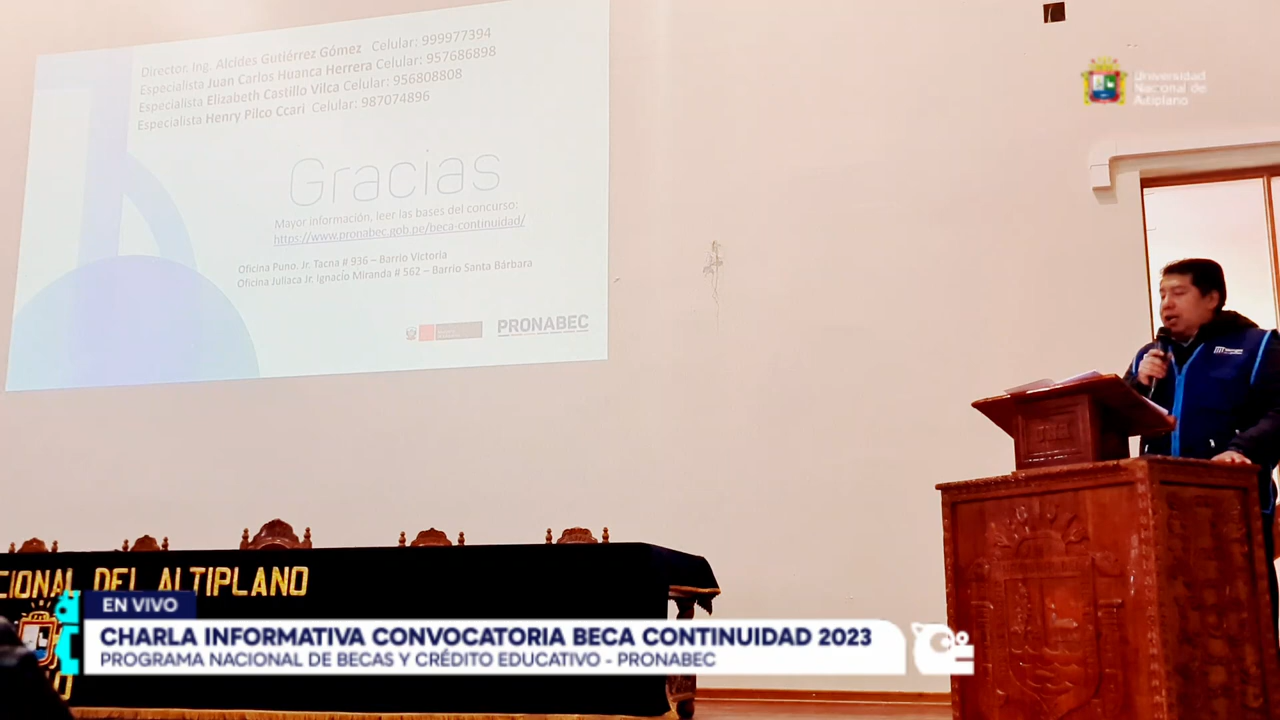 Director. Ing. Alcides Gutiérrez Gómez Celular: 999977394
Especialista Juan Carlos Huanca Herrera Celular: 957686898
Especialista Elizabeth Castillo Vilca Celular: 956808808
Especialista Henry Pilco Ccari Celular: 987074896
Gracias
Mayor información, leer las bases del concurso:
https://www.pronabec.gob.pe/beca-continuidad/
Oficina Puno. Jr. Tacna # 936 – Barrio Victoria
Oficina Juliaca Jr. Ignacio Miranda # 562 – Barrio Santa Bárbara
PRONABEC
Universidad
Nacional del
Altiplano
CIONAL DEL ALTIPLANO
EN VIVO
CHARLA INFORMATIVA CONVOCATORIA BECA CONTINUIDAD 2023
PROGRAMA NACIONAL DE BECAS Y CRÉDITO EDUCATIVO - PRONABEC